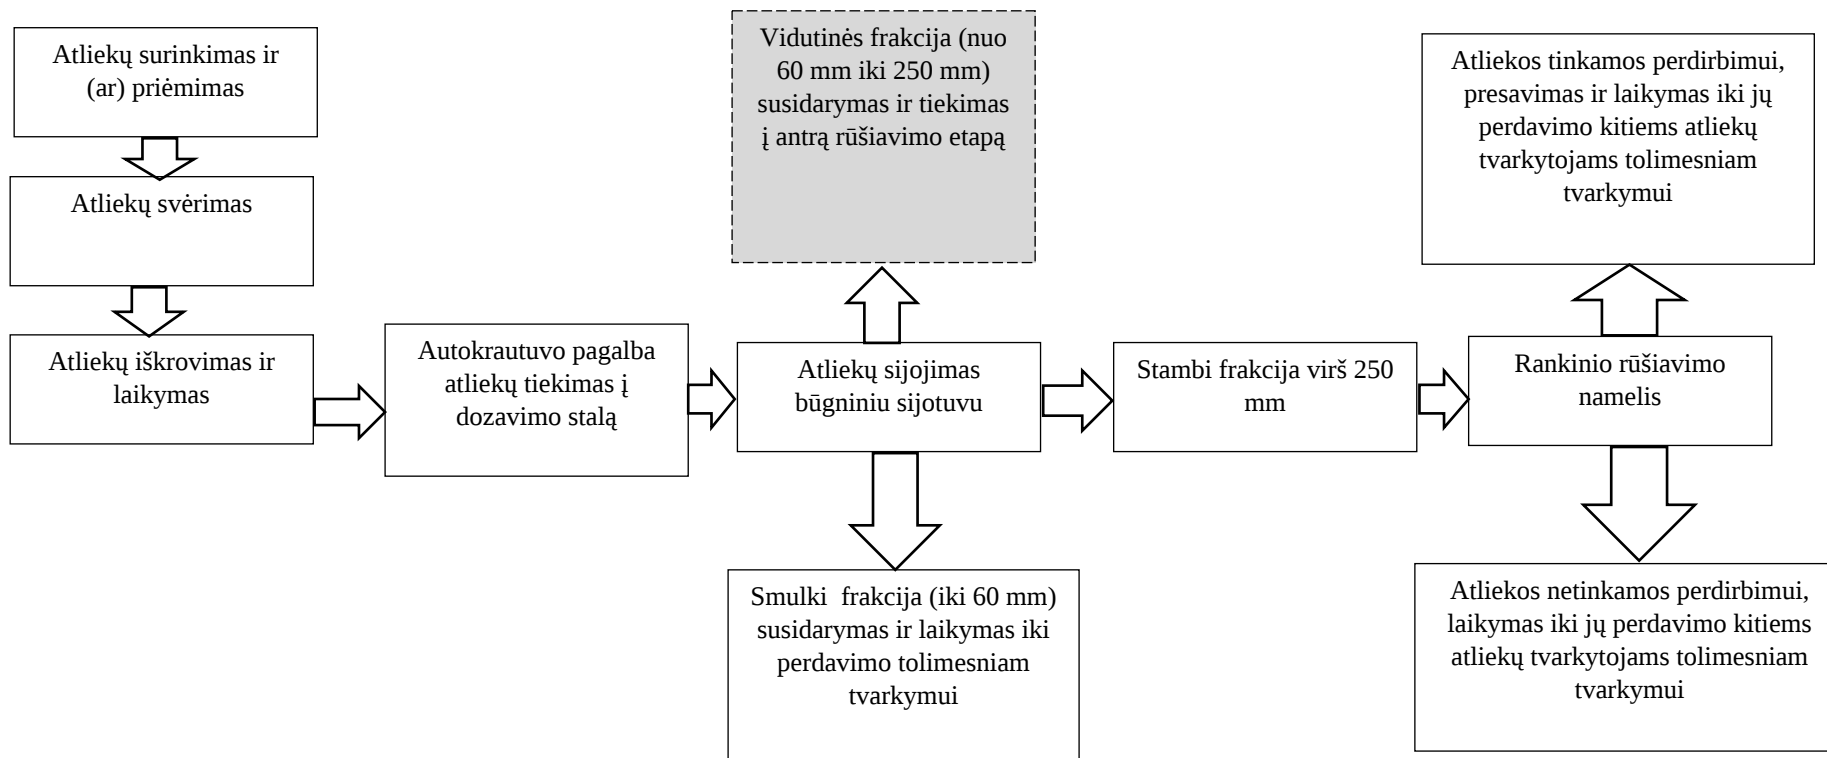 Atliekų surinkimas ir
(ar) priėmimas
Atliekų svėrimas
Atliekų iškrovimas ir
laikymas
Autokrautuvo pagalba
atliekų tiekimas į
dozavimo stalą
Vidutinės frakcija (nuo
60 mm iki 250 mm)
susidarymas ir tiekimas
į antrą rūšiavimo etapą
Atliekų sijojimas
būgniniu sijotuvu
Smulki  frakcija (iki 60 mm)
susidarymas ir laikymas iki
perdavimo tolimesniam
tvarkymui
Stambi frakcija virš 250
mm
Rankinio rūšiavimo
namelis
Atliekos tinkamos perdirbimui,
presavimas ir laikymas iki jų
perdavimo kitiems atliekų
tvarkytojams tolimesniam
tvarkymui
Atliekos netinkamos perdirbimui,
laikymas iki jų perdavimo kitiems
atliekų tvarkytojams tolimesniam
tvarkymui